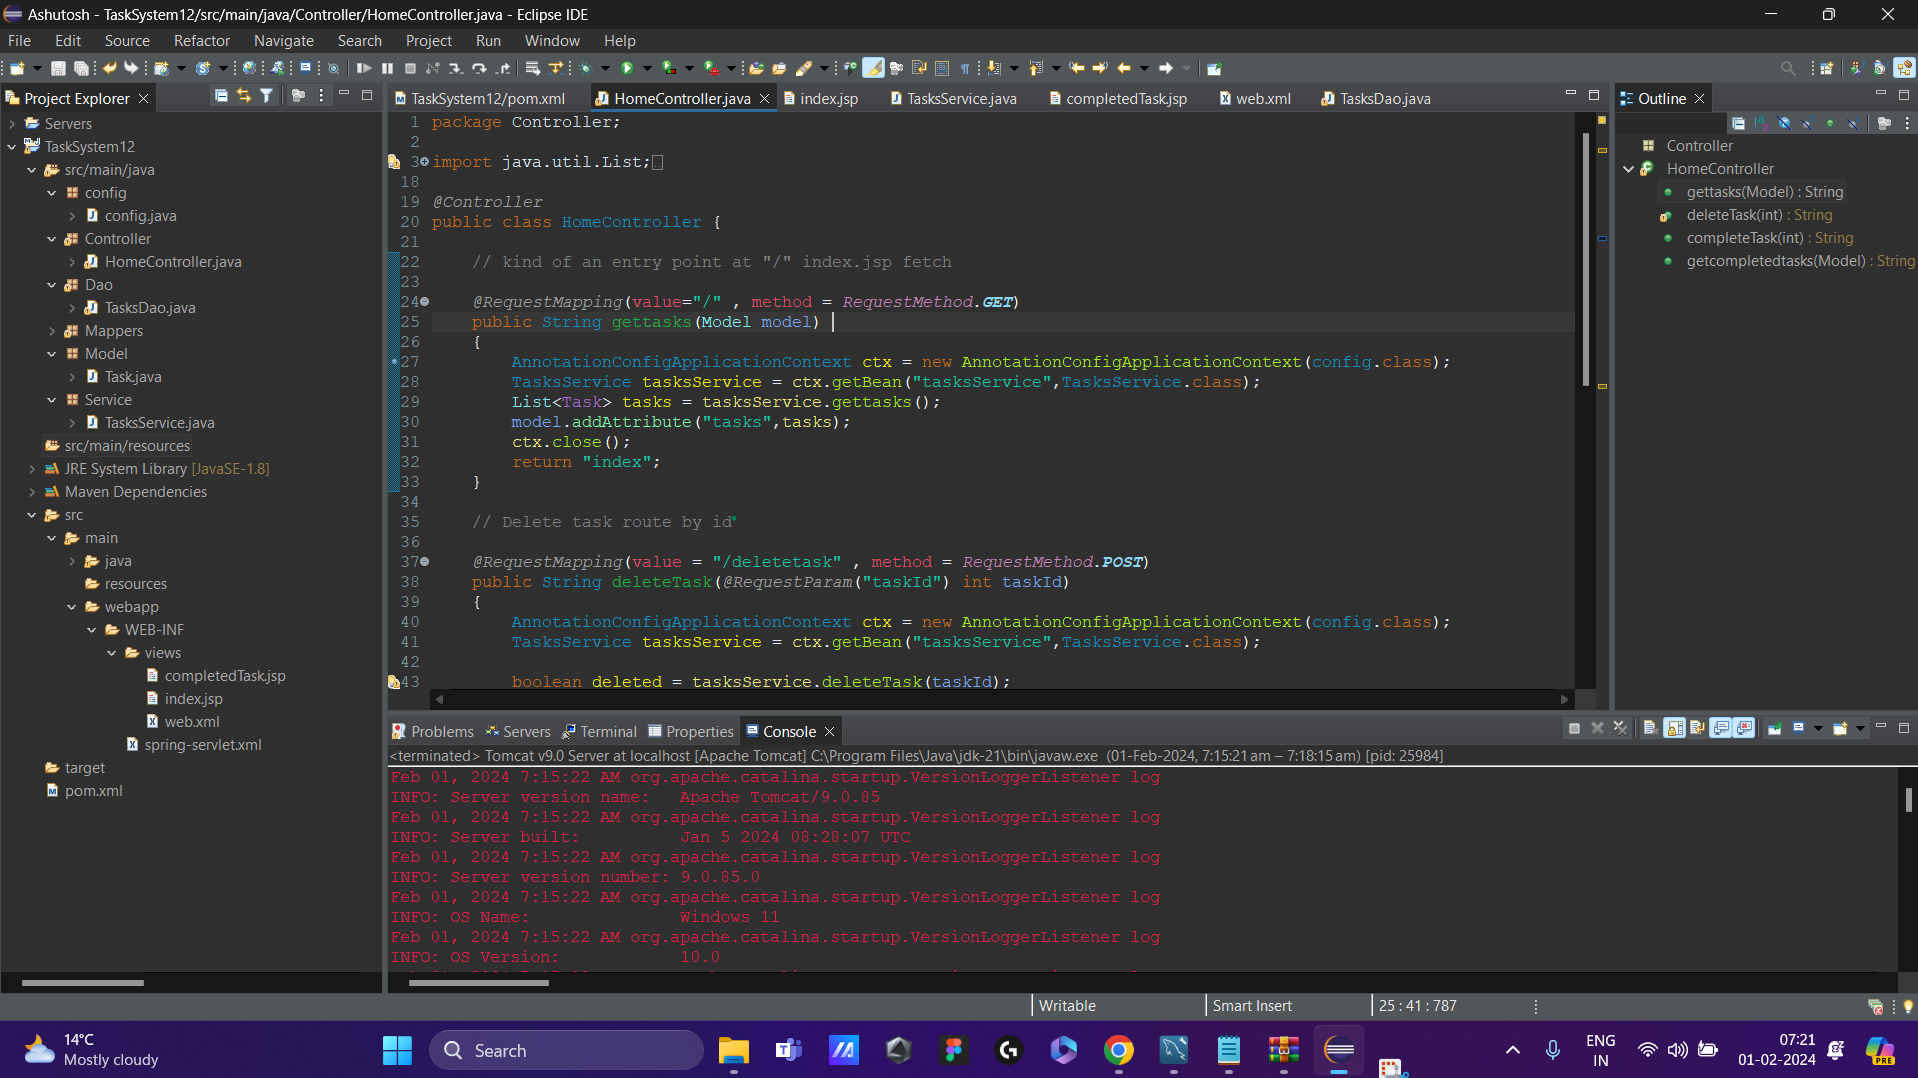 Ashutosh - TaskSystem12/src/main/java/Controller/HomeController.java - Eclipse IDE
File Edit Source Refactor Navigate Search Project Run Window Help
Project Explorer
Servers
TaskSystem12
src/main/java
config
config.java
Controller
HomeController.java
Dao
TasksDao.java
Mappers
Model
Task.java
Service
TasksService.java
src/main/resources
JRE System Library [JavaSE-1.8]
Maven Dependencies
src
main
java
resources
webapp
WEB-INF
views
completedTask.jsp
index.jsp
web.xml
spring-servlet.xml
target
pom.xml
TaskSystem12/pom.xml HomeController.java index.jsp TasksService.java completedTask.jsp web.xml TasksDao.java
1 package Controller;
2
3 import java.util.List;
18
19 @Controller
20 public class HomeController {
21
22 // kind of an entry point at "/" index.jsp fetch
23
24 @RequestMapping(value="/" , method = RequestMethod.GET)
25 public String gettasks(Model model)
26 {
27 AnnotationConfigApplicationContext ctx = new AnnotationConfigApplicationContext(config.class);
28 TasksService tasksService = ctx.getBean("tasksService",TasksService.class);
29 List<Task> tasks = tasksService.gettasks();
30 model.addAttribute("tasks",tasks);
31 ctx.close();
32 return "index";
33 }
34
35 // Delete task route by id
36
37 @RequestMapping(value = "/deletetask" , method = RequestMethod.POST)
38 public String deleteTask(@RequestParam("taskId") int taskId)
39 {
40 AnnotationConfigApplicationContext ctx = new AnnotationConfigApplicationContext(config.class);
41 TasksService tasksService = ctx.getBean("tasksService",TasksService.class);
42
43 boolean deleted = tasksService.deleteTask(taskId);
Outline
Controller
HomeController
gettasks(Model) : String
deleteTask(int) : String
completeTask(int) : String
getcompletedtasks(Model) : String
Problems Servers Terminal Properties Console
<terminated> Tomcat v9.0 Server at localhost [Apache Tomcat] C:\Program Files\Java\jdk-21\bin\javaw.exe (01-Feb-2024, 7:15:21 am – 7:18:15 am) [pid: 25984]
Feb 01, 2024 7:15:22 AM org.apache.catalina.startup.VersionLoggerListener log
INFO: Server version name: Apache Tomcat/9.0.85
Feb 01, 2024 7:15:22 AM org.apache.catalina.startup.VersionLoggerListener log
INFO: Server built: Jan 5 2024 08:28:07 UTC
Feb 01, 2024 7:15:22 AM org.apache.catalina.startup.VersionLoggerListener log
INFO: Server version number: 9.0.85.0
Feb 01, 2024 7:15:22 AM org.apache.catalina.startup.VersionLoggerListener log
INFO: OS Name: Windows 11
Feb 01, 2024 7:15:22 AM org.apache.catalina.startup.VersionLoggerListener log
INFO: OS Version: 10.0
Writable Smart Insert 25 : 41 : 787
14°C
Mostly cloudy
Search
ENG
IN
07:21
01-02-2024
PRE